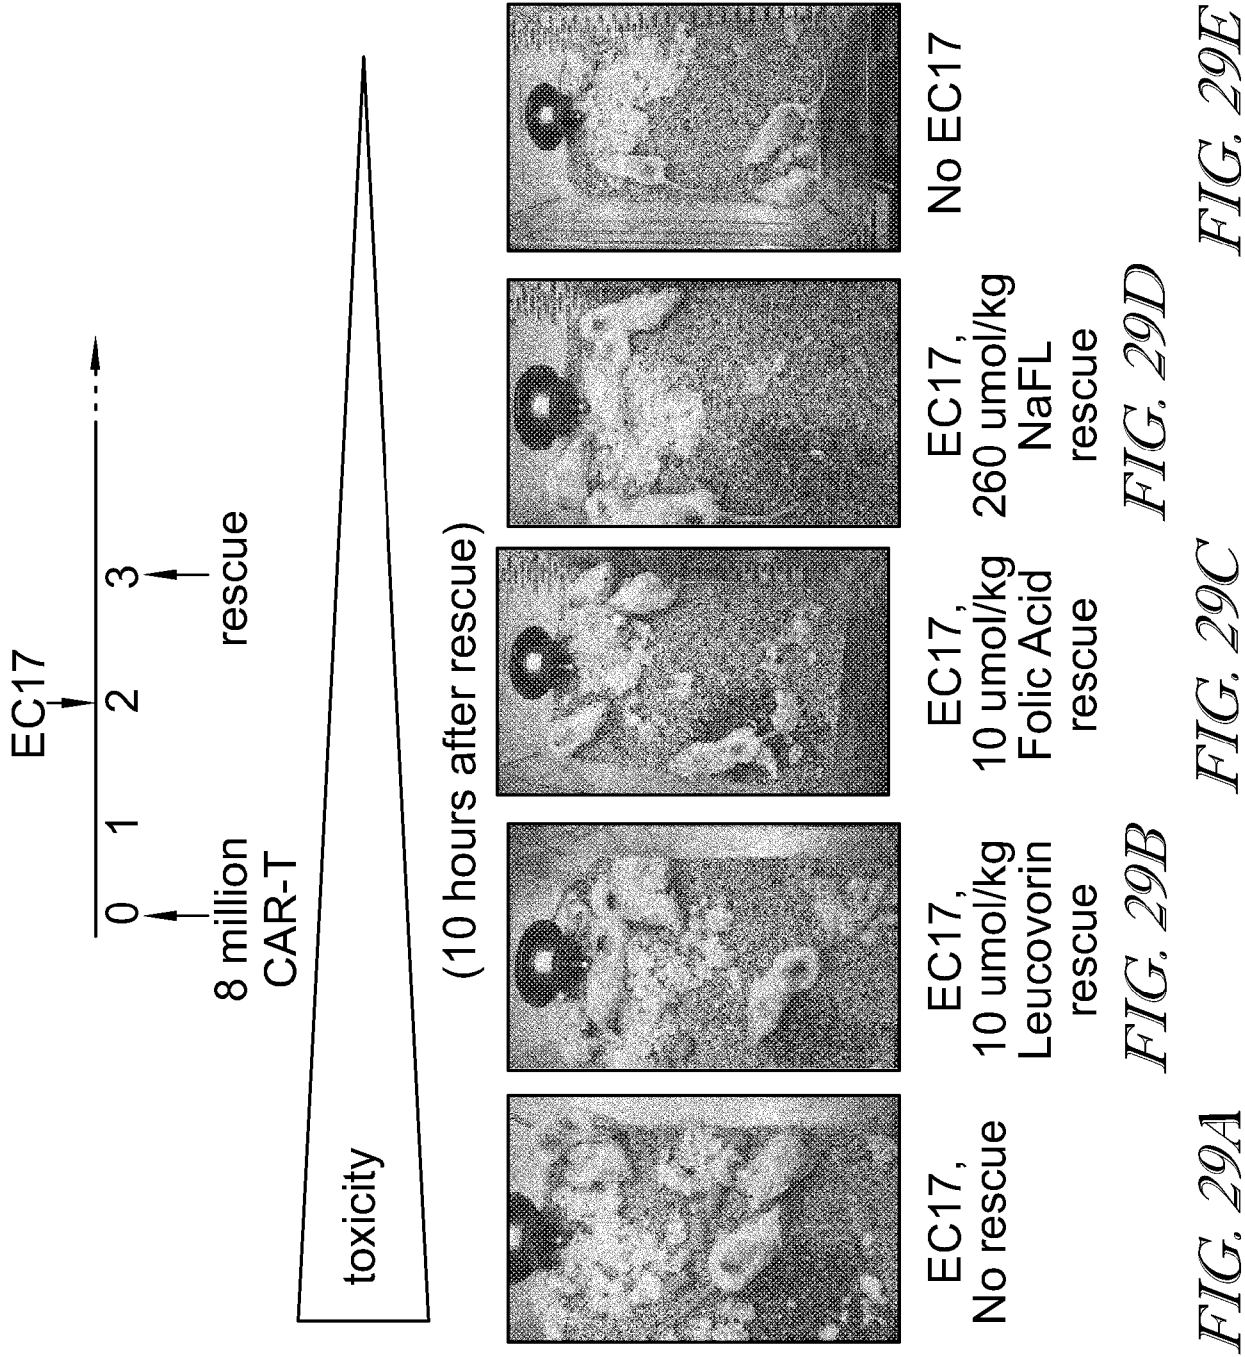 EC17
0 1 2 3
8 million
CAR-T
rescue
toxicity
(10 hours after rescue)
EC17,
No rescue
FIG. 29A
EC17,
10 umol/kg
Leucovorin
rescue
FIG. 29B
EC17,
10 umol/kg
Folic Acid
rescue
FIG. 29C
EC17,
260 umol/kg
NaFL
rescue
FIG. 29D
No EC17
FIG. 29E